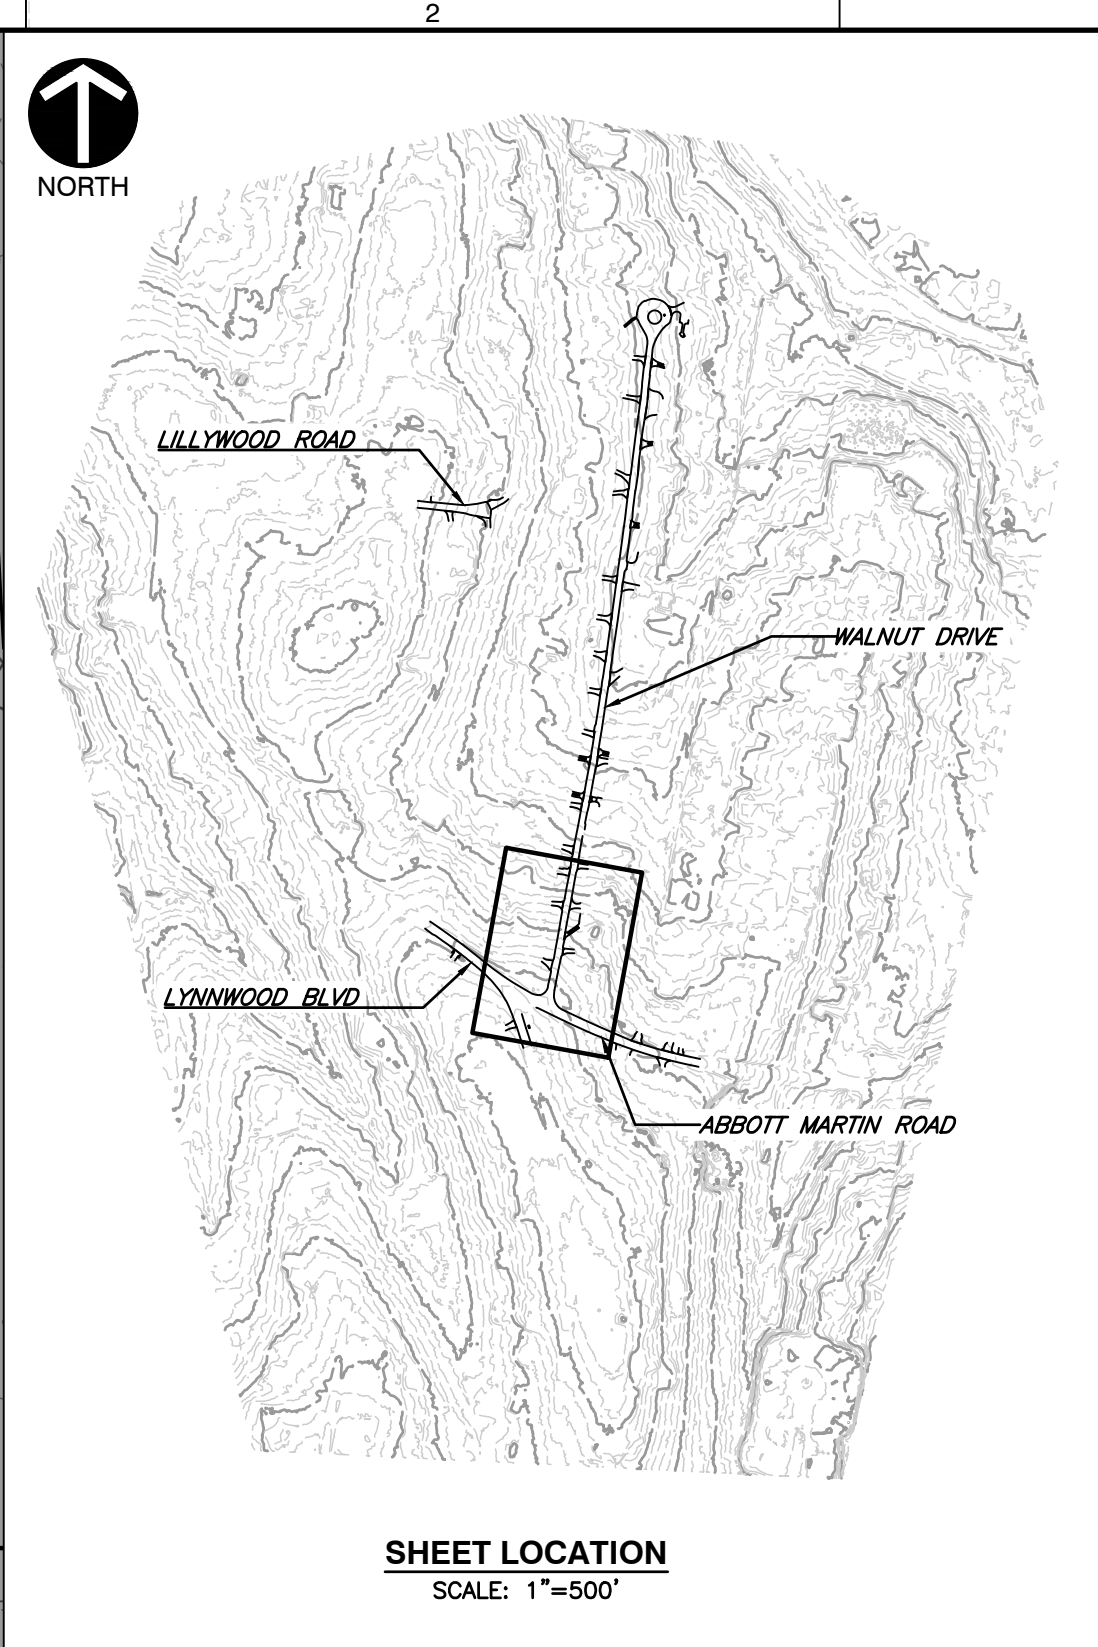 2
NORTH
LILLYWOOD ROAD
WALNUT DRIVE
LYNNWOOD BLVD
ABBOTT MARTIN ROAD
SHEET LOCATION
SCALE: 1"=500'